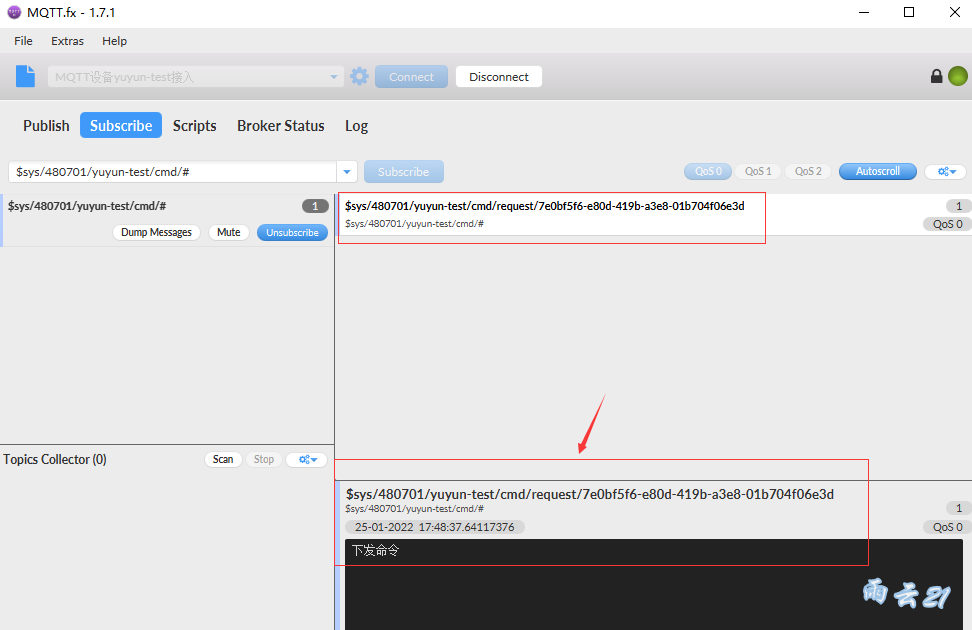 MQTT.fx - 1.7.1
File Extras Help
MQTT设备yuyun-test接入 Connect Disconnect
Publish Subscribe Scripts Broker Status Log
$sys/480701/yuyun-test/cmd/# Subscribe QoS 0 QoS 1 QoS 2 Autoscroll
$sys/480701/yuyun-test/cmd/# 1
Dump Messages Mute Unsubscribe
$sys/480701/yuyun-test/cmd/request/7e0bf5f6-e80d-419b-a3e8-01b704f06e3d 1
$sys/480701/yuyun-test/cmd/# QoS 0
Topics Collector (0) Scan Stop
$sys/480701/yuyun-test/cmd/request/7e0bf5f6-e80d-419b-a3e8-01b704f06e3d
$sys/480701/yuyun-test/cmd/# 1
25-01-2022 17:48:37.64117376 QoS 0
下发命令
雨云21